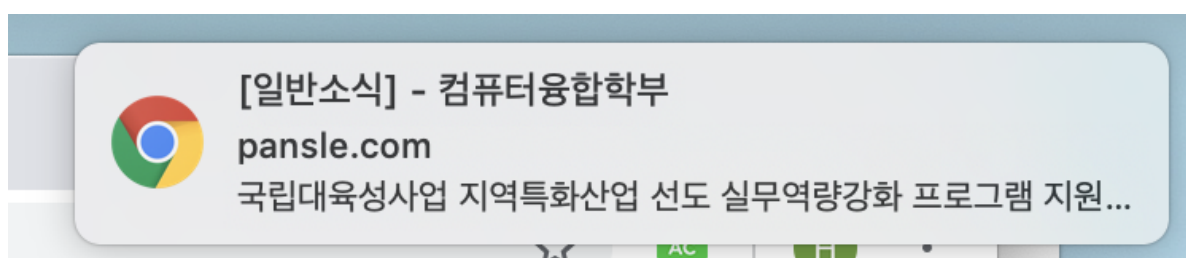 [일반소식] - 컴퓨터융합학부
pansle.com
국립대육성사업 지역특화산업 선도 실무역량강화 프로그램 지원...
AC
H